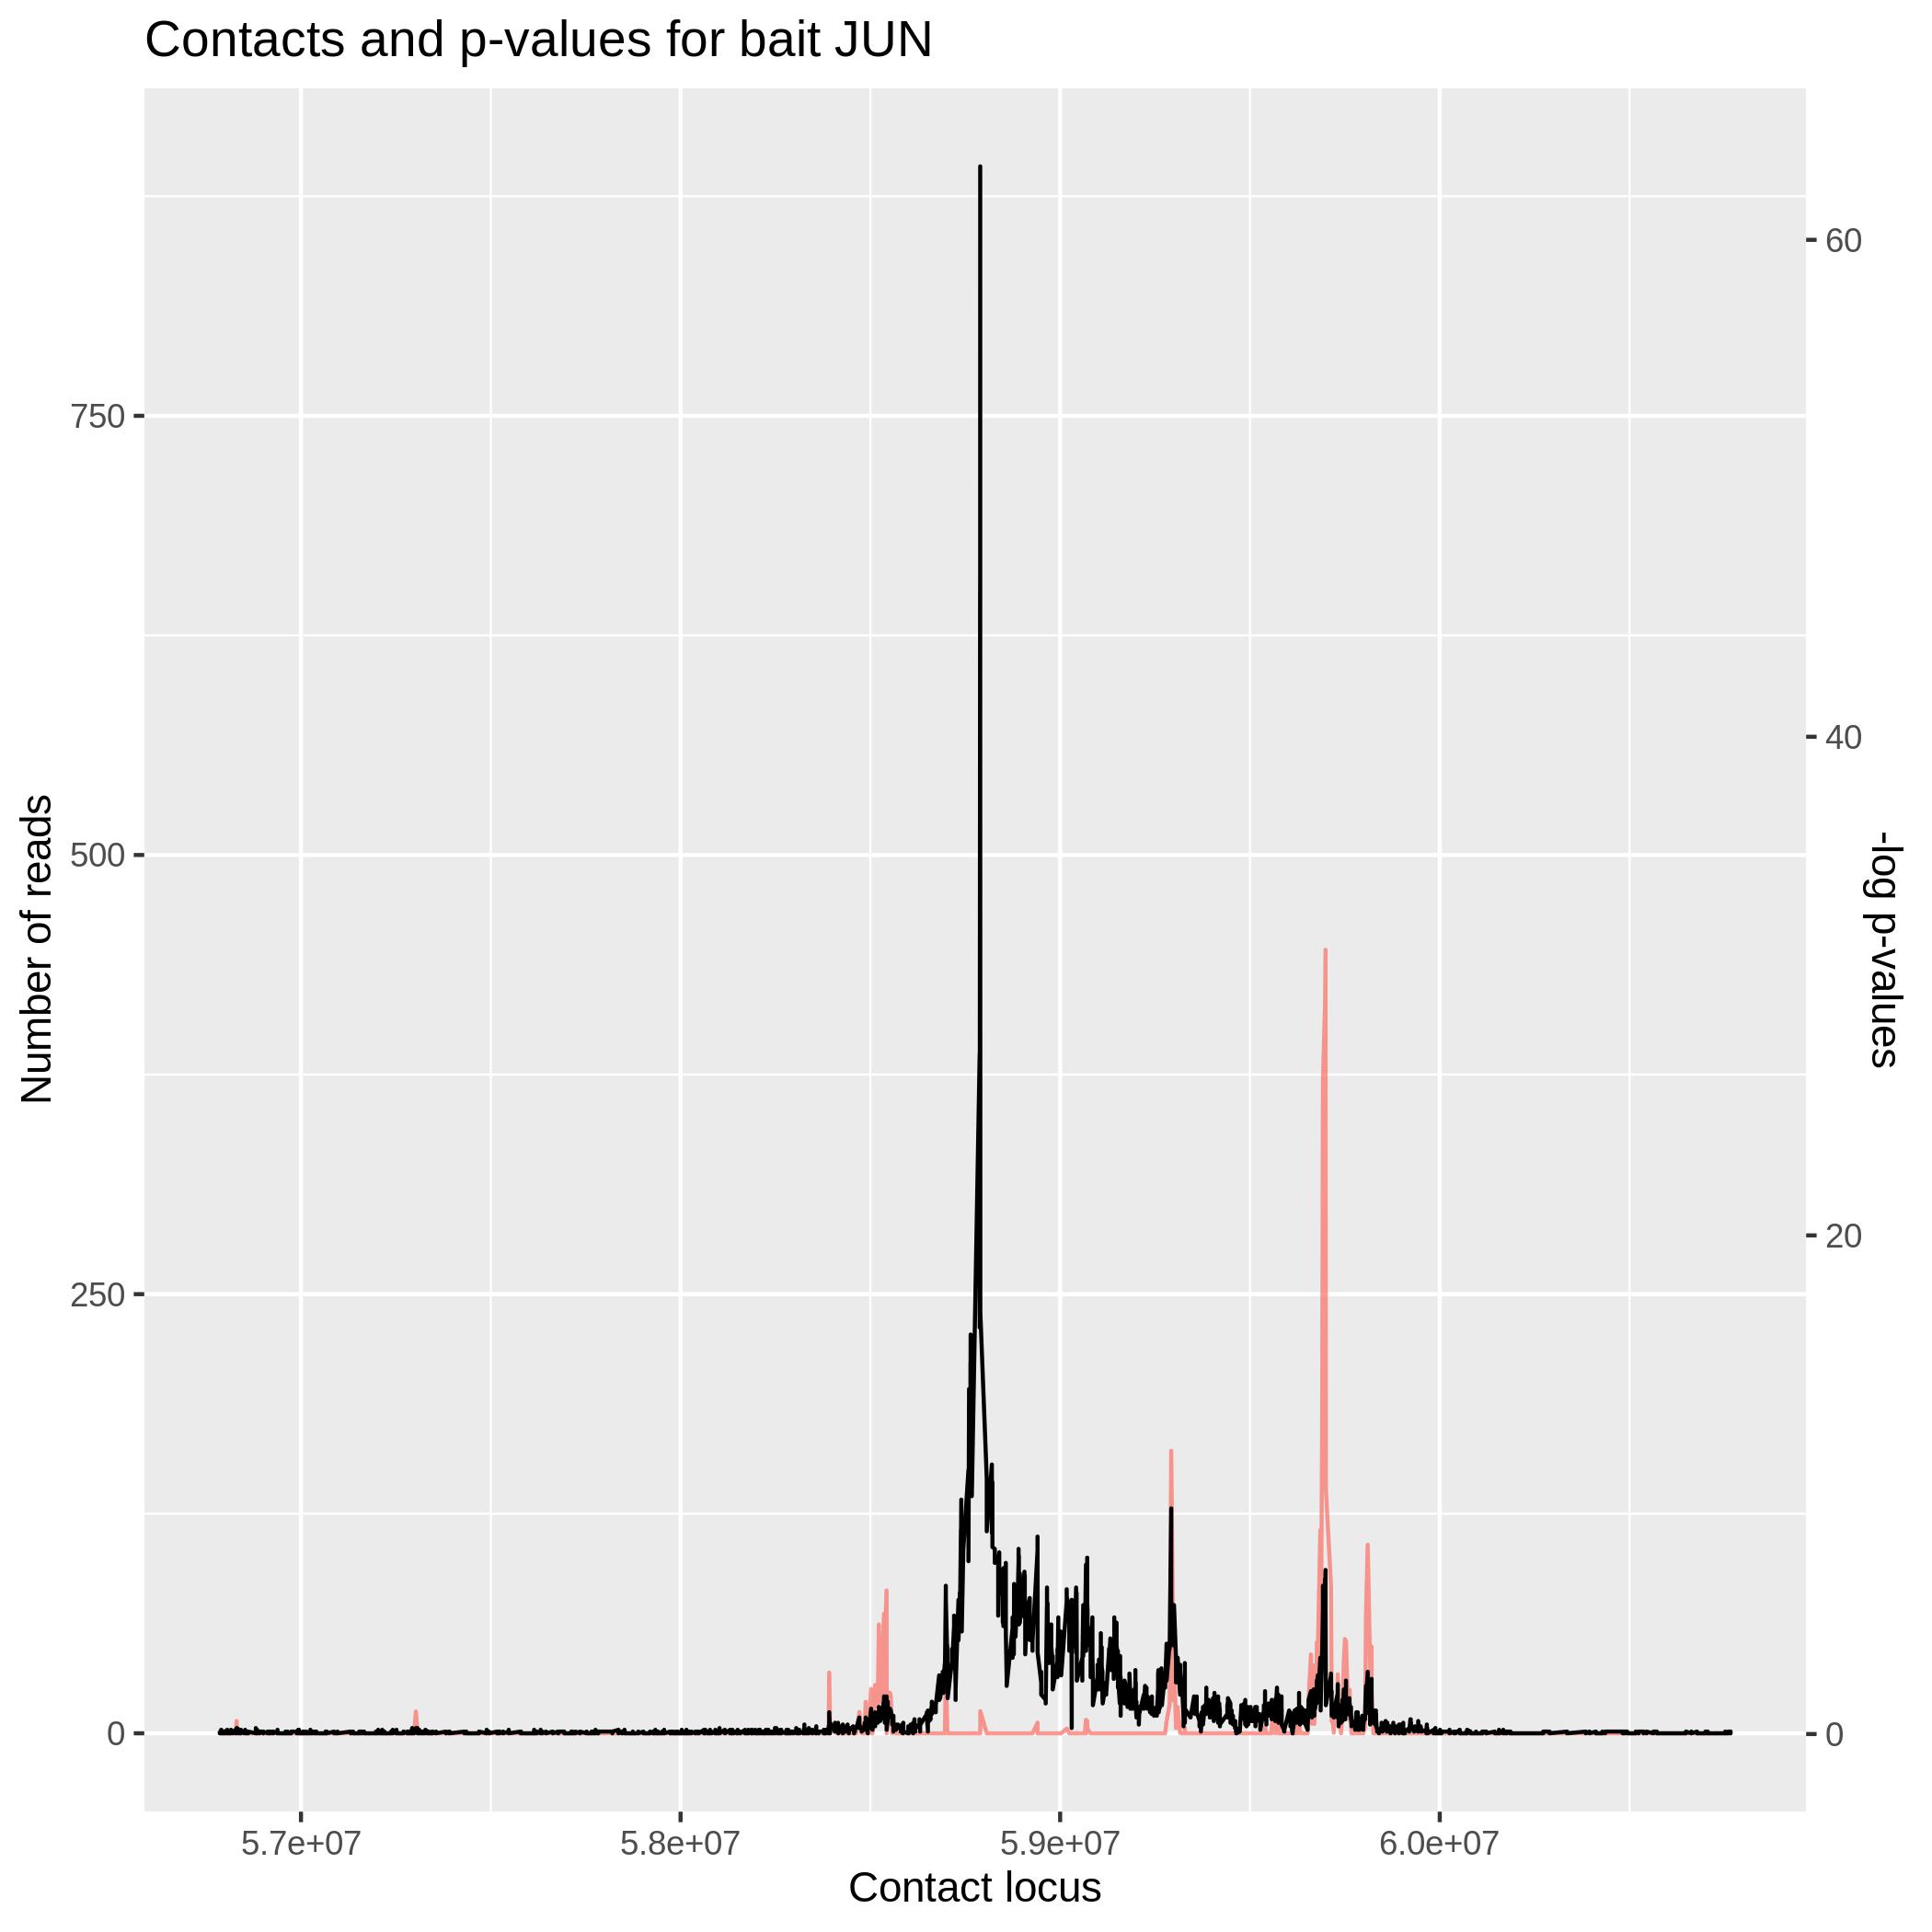 Contacts and p-values for bait JUN
750
500
250
0
60
40
20
0
Number of reads
-log p-values
5.7e+07
5.8e+07
5.9e+07
6.0e+07
Contact locus